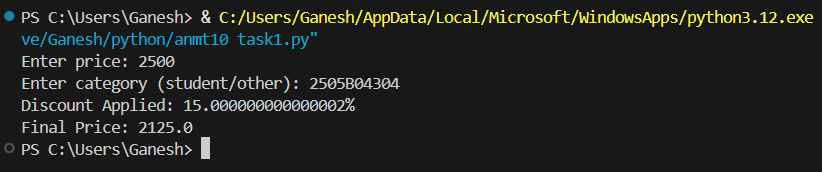 PS C:\Users\Ganesh> & C:/Users/Ganesh/AppData/Local/Microsoft/WindowsApps/python3.12.exe
ve/Ganesh/python/anmt10 task1.py"
Enter price: 2500
Enter category (student/other): 2505B04304
Discount Applied: 15.000000000000002%
Final Price: 2125.0
PS C:\Users\Ganesh>